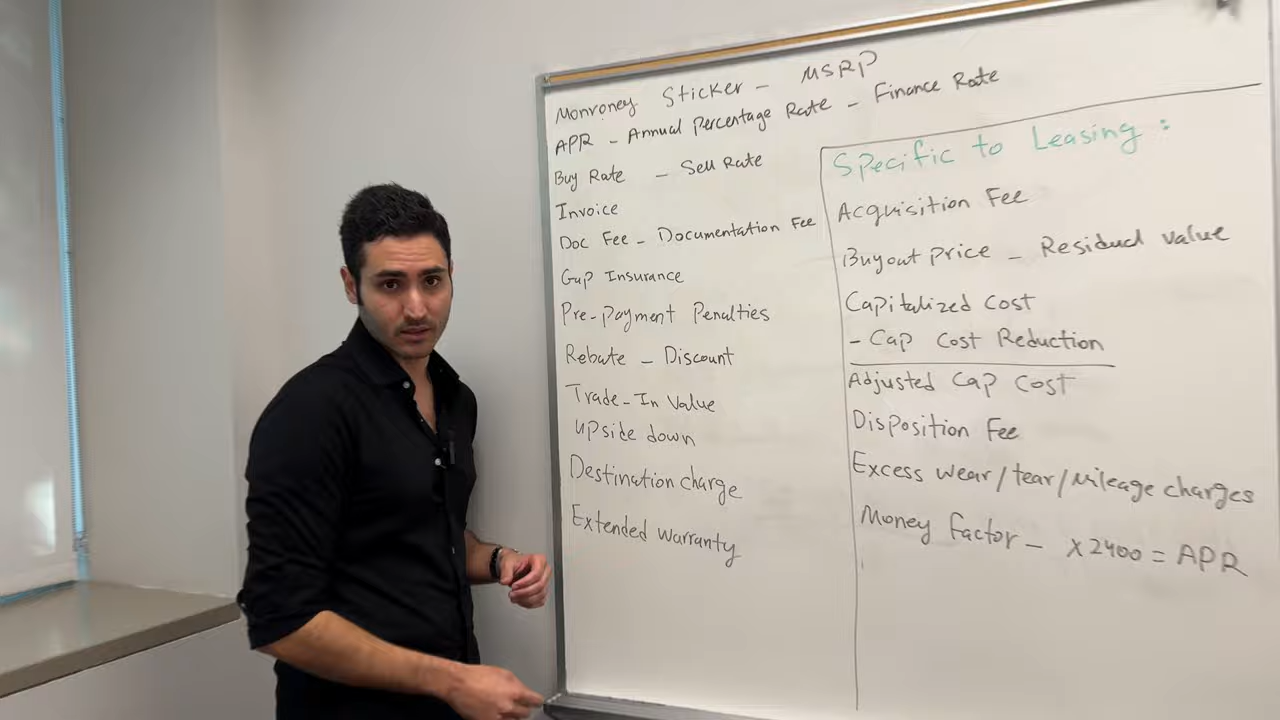 Monroney Sticker - MSRP
APR - Annual Percentage Rate - Finance Rate
Buy Rate - Sell Rate
Invoice
Doc Fee - Documentation Fee
Gap Insurance
Pre-payment Penalties
Rebate - Discount
Trade-In Value
upside down
Destination charge
Extended warranty
Specific to Leasing:
Acquisition Fee
Buyout price - Residual value
Capitalized cost
- Cap Cost Reduction
Adjusted Cap Cost
Disposition Fee
Excess wear/tear/mileage charges
Money factor - x2400 = APR